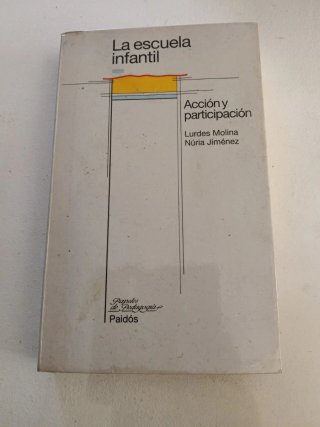 La escuela
infantil
Acción y
participación
Lurdes Molina
Núria Jiménez
Papeles
de Pedagogía
Paidós